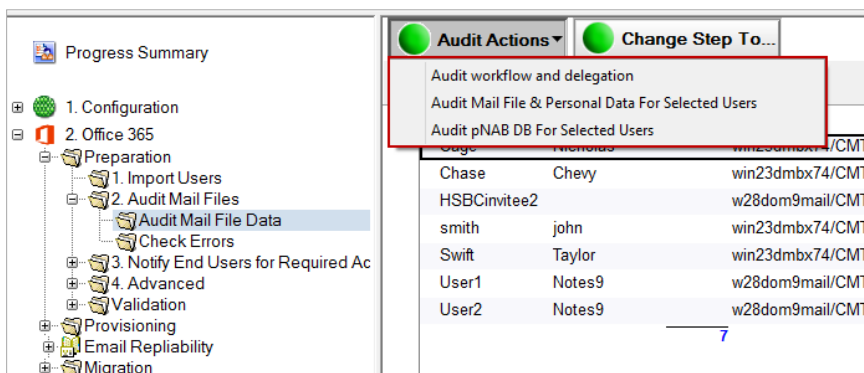 Progress Summary
1. Configuration
2. Office 365
Preparation
1. Import Users
2. Audit Mail Files
Audit Mail File Data
Check Errors
3. Notify End Users for Required Ac
4. Advanced
Validation
Provisioning
Email Repliability
Migration
Audit Actions
Change Step To...
Audit workflow and delegation
Audit Mail File & Personal Data For Selected Users
Audit pNAB DB For Selected Users
Cage Nicholas win23dmbx74/CMT
Chase Chevy win23dmbx74/CMT
HSBCinvitee2 w28dom9mail/CMT
smith john win23dmbx74/CMT
Swift Taylor win23dmbx74/CMT
User1 Notes9 w28dom9mail/CMT
User2 Notes9 w28dom9mail/CMT
7